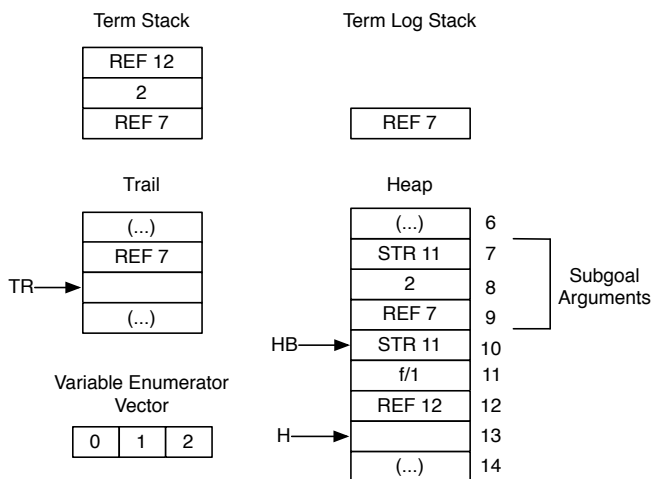 Term Stack
Term Log Stack
REF 12
2
REF 7
REF 7
Trail
Heap
(...)
REF 7
TR
(...)
(...) 6
STR 11 7
2 8
REF 7 9
Subgoal
Arguments
HB STR 11 10
f/1 11
REF 12 12
H 13
(...) 14
Variable Enumerator
Vector
0 1 2